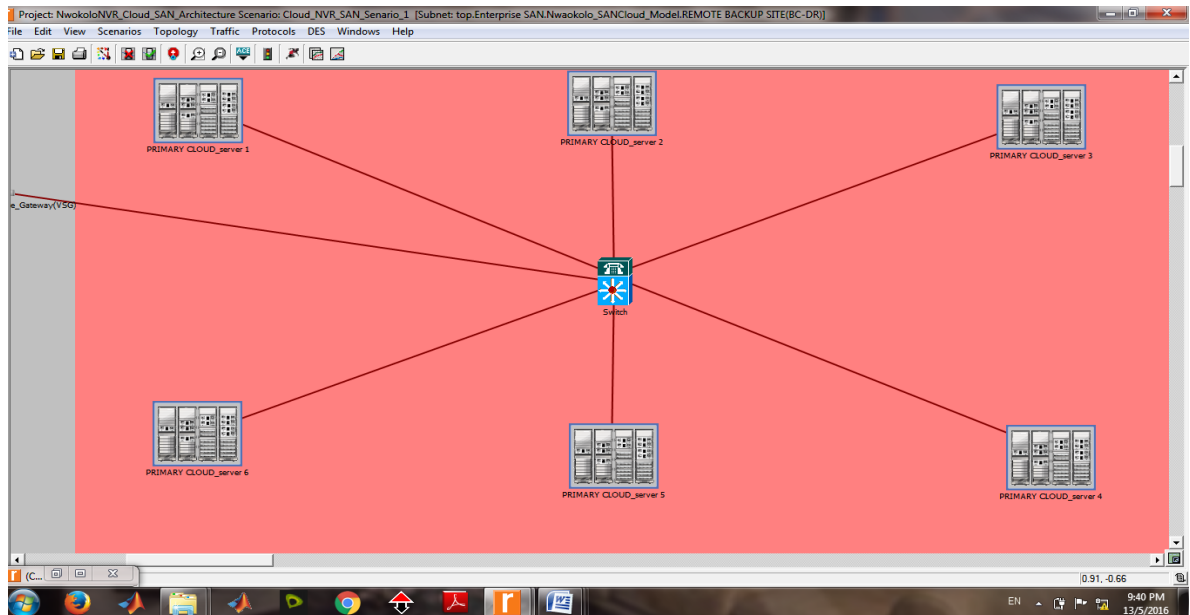 Project: NwokoloNVR_Cloud_SAN_Architecture Scenario: Cloud_NVR_SAN_Senario_1 [Subnet: top.Enterprise SAN.Nwaokolo_SANCloud_Model.REMOTE BACKUP SITE(BC-DR)]
File Edit View Scenarios Topology Traffic Protocols DES Windows Help
ACE
PRIMARY CLOUD_server 1
PRIMARY CLOUD_server 2
PRIMARY CLOUD_server 3
e_Gateway(VSG)
Switch
PRIMARY CLOUD_server 6
PRIMARY CLOUD_server 5
PRIMARY CLOUD_server 4
(C...
0.91, -0.66
EN
9:40 PM
13/5/2016